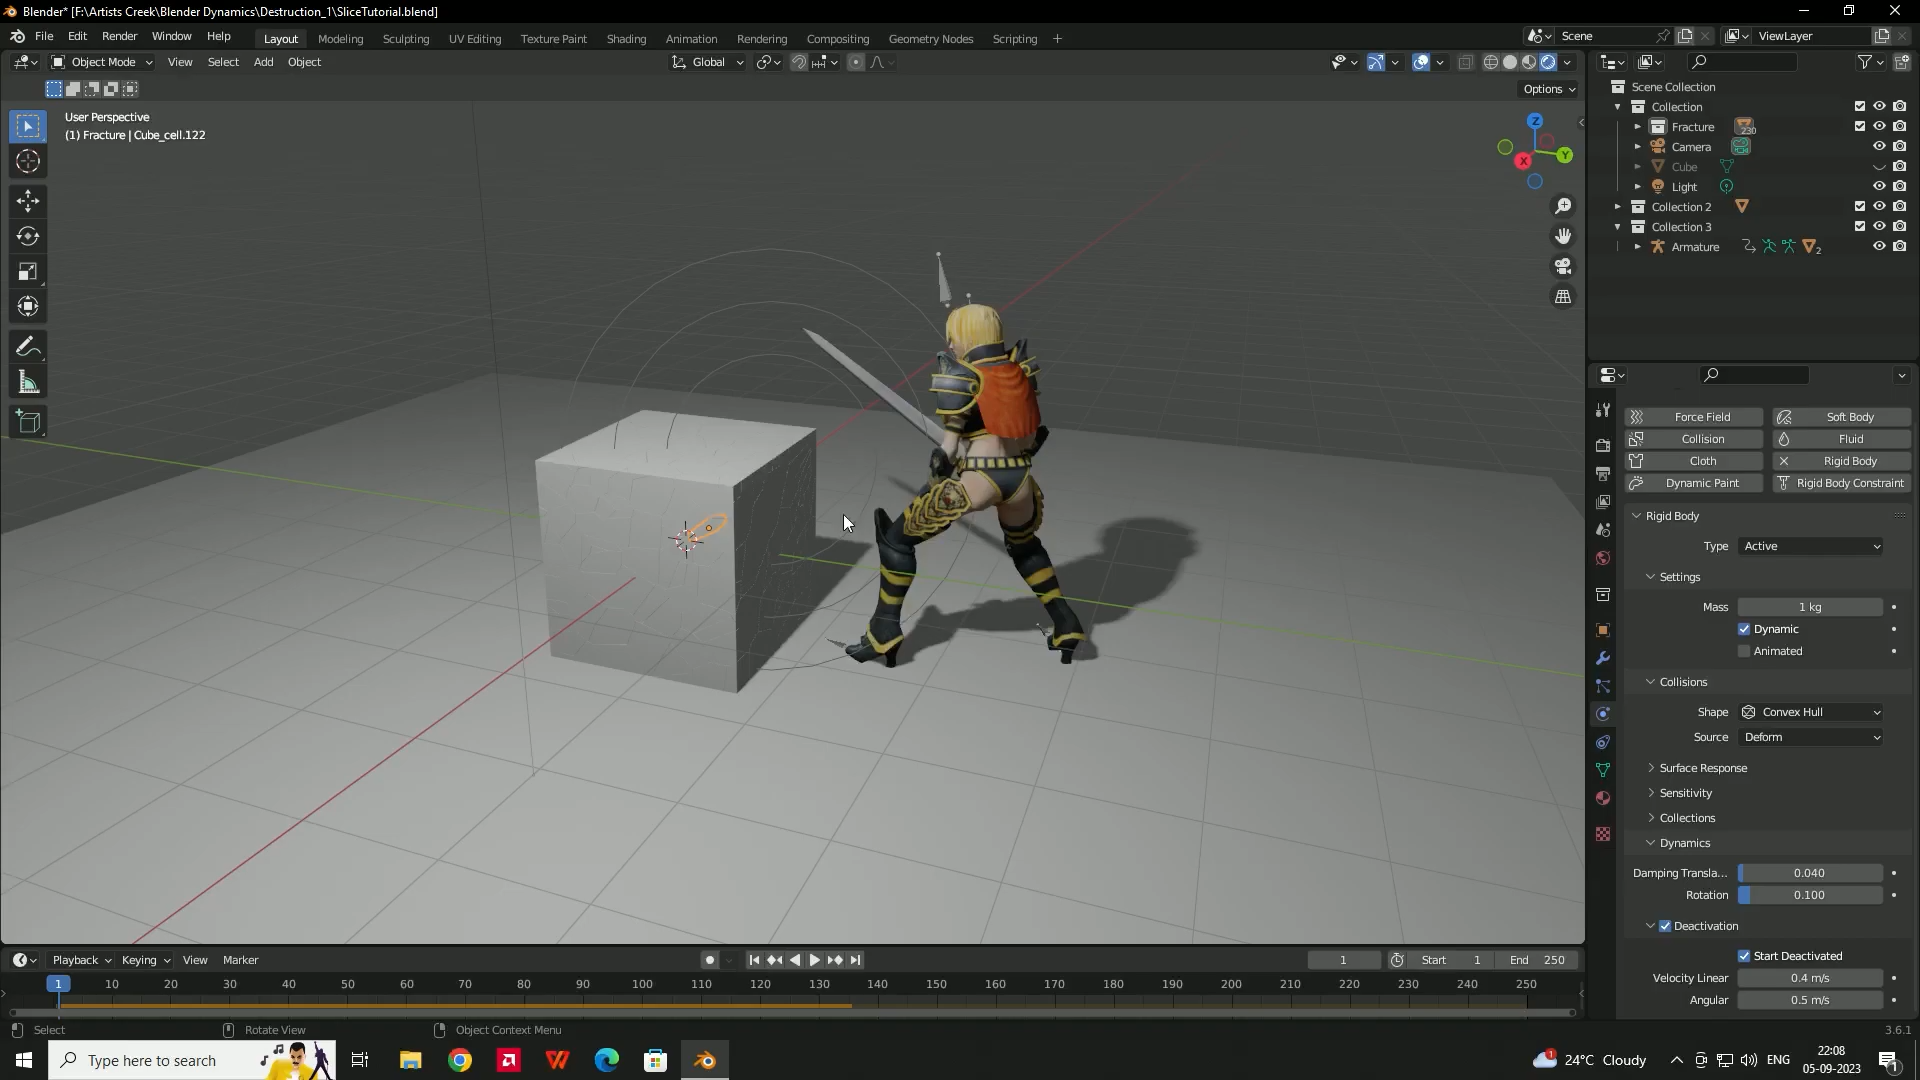 Blender* [F:\Artists Creek\Blender Dynamics\Destruction_1\SliceTutorial.blend]
File Edit Render Window Help Layout Modeling Sculpting UV Editing Texture Paint Shading Animation Rendering Compositing Geometry Nodes Scripting + Scene ViewLayer
Object Mode View Select Add Object Global
Options
User Perspective
(1) Fracture | Cube_cell.122
Z
Y
X
Scene Collection
Collection
Fracture 230
Camera
Cube
Light
Collection 2
Collection 3
Armature 2
Force Field Soft Body
Collision Fluid
Cloth Rigid Body
Dynamic Paint Rigid Body Constraint
Rigid Body
Type Active
Settings
Mass 1 kg
Dynamic
Animated
Collisions
Shape Convex Hull
Source Deform
Surface Response
Sensitivity
Collections
Dynamics
Damping Transla... 0.040
Rotation 0.100
Deactivation
Start Deactivated
Velocity Linear 0.4 m/s
Angular 0.5 m/s
Playback Keying View Marker 1 Start 1 End 250
1 10 20 30 40 50 60 70 80 90 100 110 120 130 140 150 160 170 180 190 200 210 220 230 240 250
Select Rotate View Object Context Menu 3.6.1
Type here to search 1 24°C Cloudy ENG 22:08
05-09-2023 1